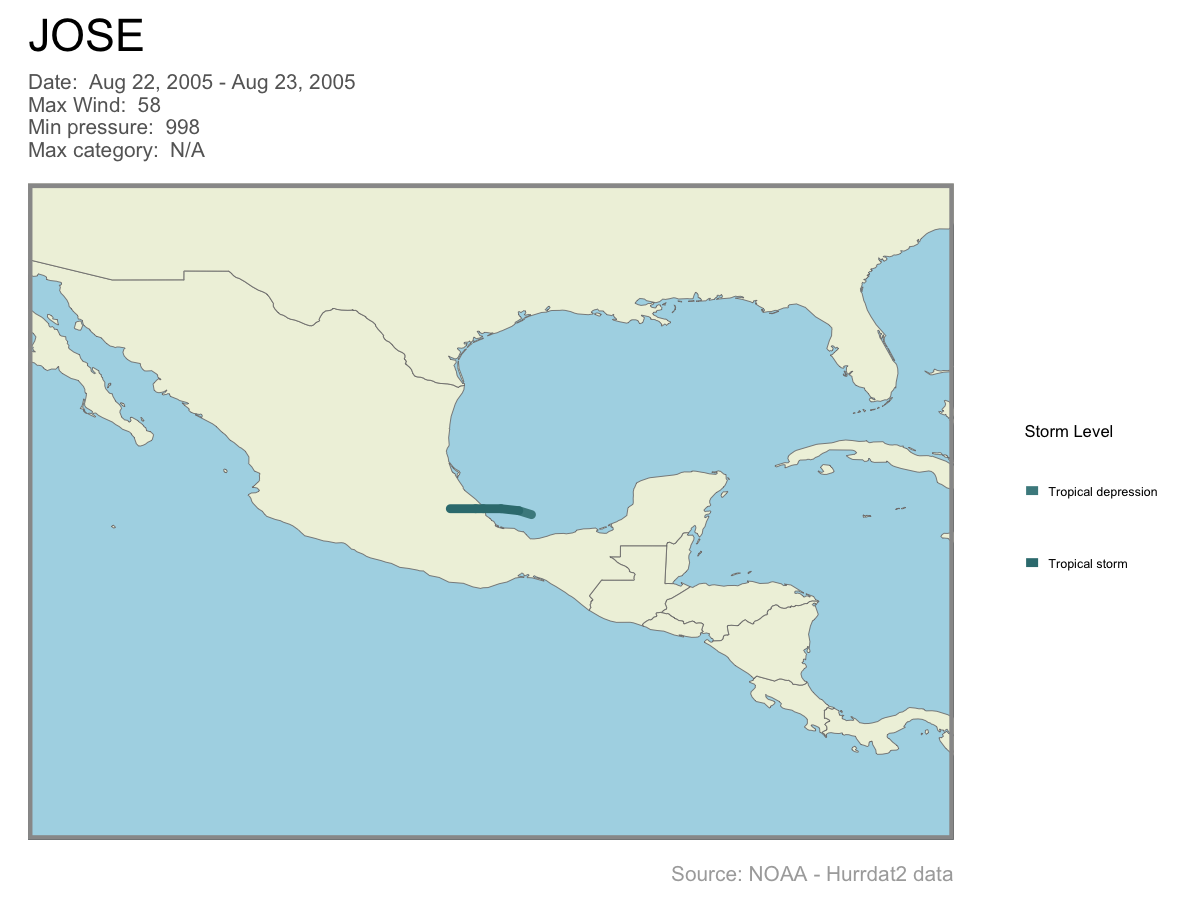 JOSE
Date:  Aug 22, 2005 - Aug 23, 2005
Max Wind:  58
Min pressure:  998
Max category:  N/A
Storm Level
Tropical depression
Tropical storm
Source: NOAA - Hurrdat2 data